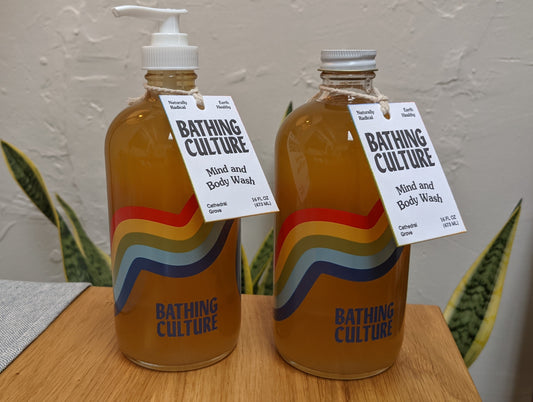 Naturally Radical
Earth Healthy
BATHING
CULTURE
Mind and
Body Wash
Cathedral
Grove
16 FL OZ
(473 ML)
BATHING
CULTURE
Naturally
Radical
Earth
Healthy
BATHING
CULTURE
Mind and
Body Wash
Cathedral
Grove
16 FL OZ
(473 ML)
BATHING
CULTURE